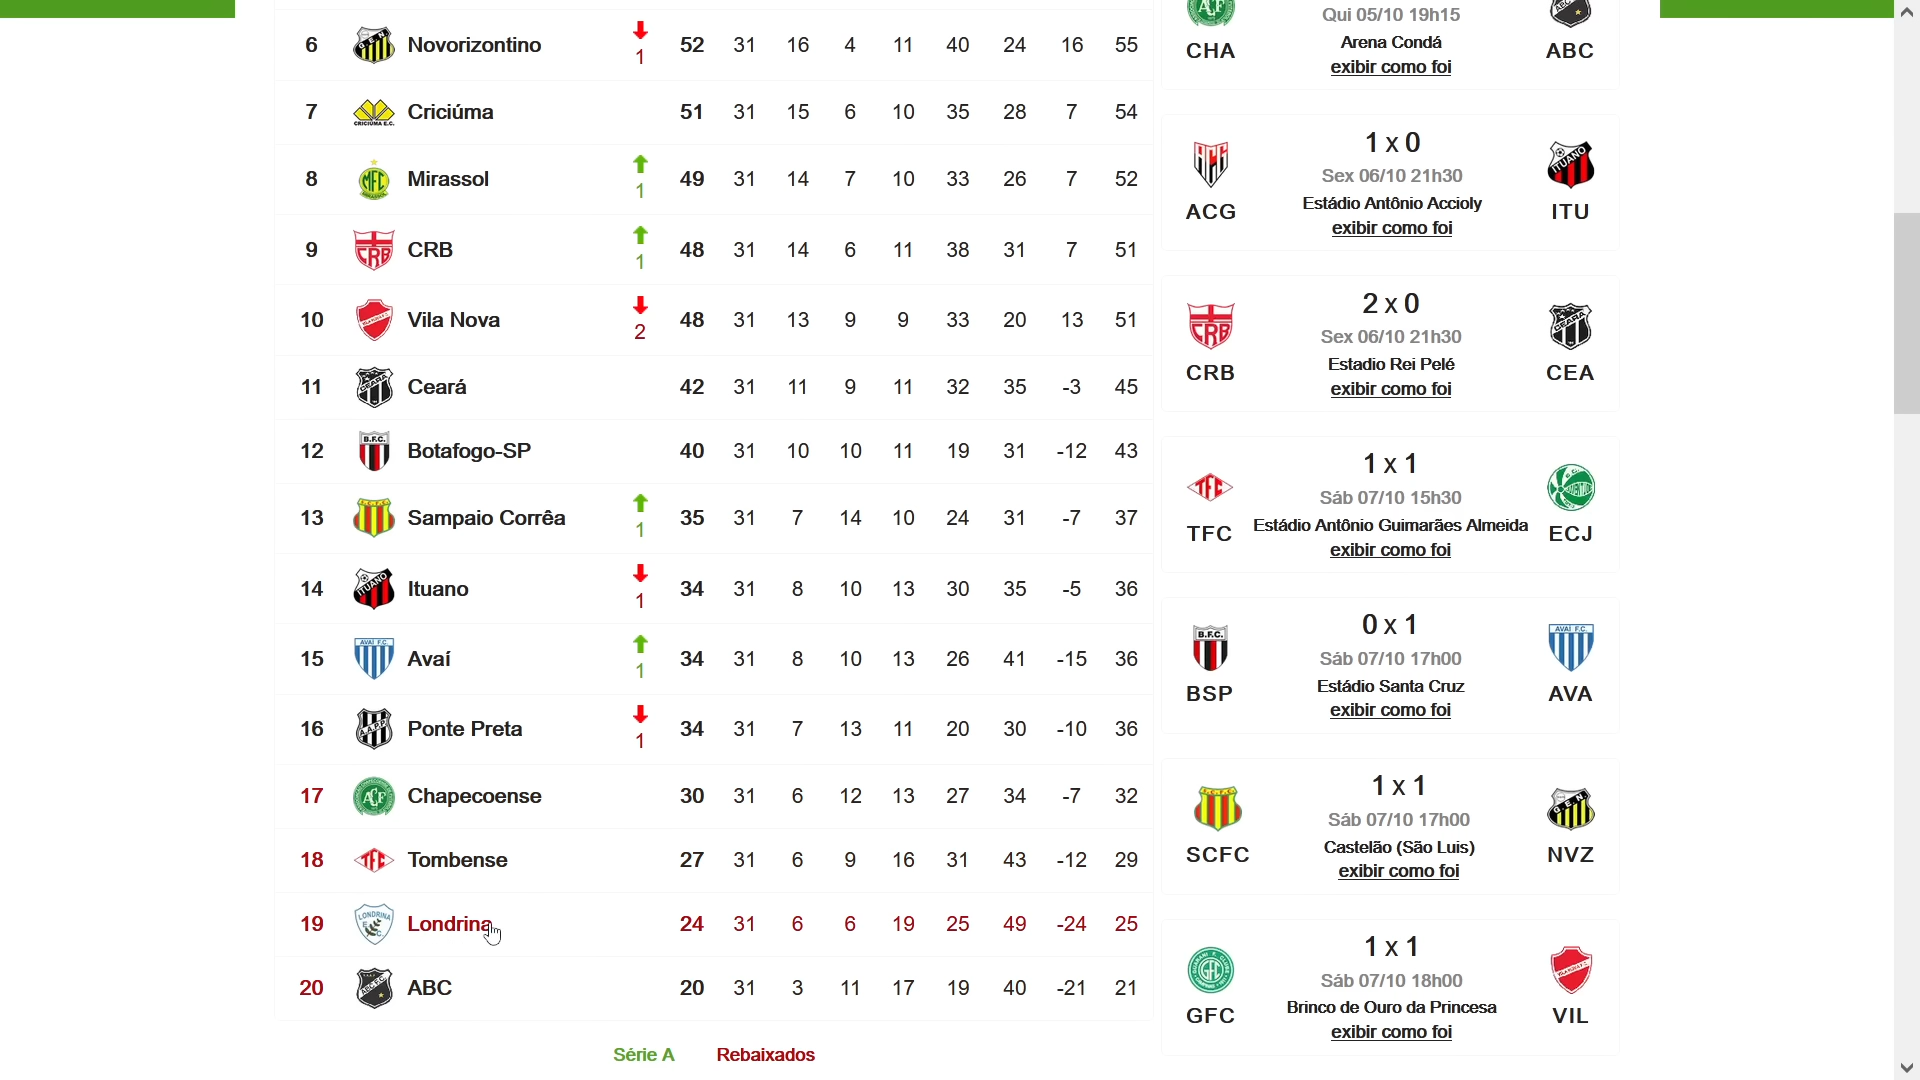 6 Novorizontino 1 52 31 16 4 11 40 24 16 55
7 Criciúma 51 31 15 6 10 35 28 7 54
8 Mirassol 1 49 31 14 7 10 33 26 7 52
9 CRB 1 48 31 14 6 11 38 31 7 51
10 Vila Nova 2 48 31 13 9 9 33 20 13 51
11 Ceará 42 31 11 9 11 32 35 -3 45
12 Botafogo-SP 40 31 10 10 11 19 31 -12 43
13 Sampaio Corrêa 1 35 31 7 14 10 24 31 -7 37
14 Ituano 1 34 31 8 10 13 30 35 -5 36
15 Avaí 1 34 31 8 10 13 26 41 -15 36
16 Ponte Preta 1 34 31 7 13 11 20 30 -10 36
17 Chapecoense 30 31 6 12 13 27 34 -7 32
18 Tombense 27 31 6 9 16 31 43 -12 29
19 Londrina 24 31 6 6 19 25 49 -24 25
20 ABC 20 31 3 11 17 19 40 -21 21
Série A Rebaixados
Qui 05/10 19h15
CHA Arena Condá ABC
exibir como foi
1 x 0
Sex 06/10 21h30
Estádio Antônio Accioly
ACG ITU
exibir como foi
2 x 0
Sex 06/10 21h30
Estadio Rei Pelé
CRB CEA
exibir como foi
1 x 1
Sáb 07/10 15h30
TFC Estádio Antônio Guimarães Almeida ECJ
exibir como foi
0 x 1
Sáb 07/10 17h00
Estádio Santa Cruz
BSP AVA
exibir como foi
1 x 1
Sáb 07/10 17h00
Castelão (São Luis)
SCFC NVZ
exibir como foi
1 x 1
Sáb 07/10 18h00
Brinco de Ouro da Princesa
GFC VIL
exibir como foi